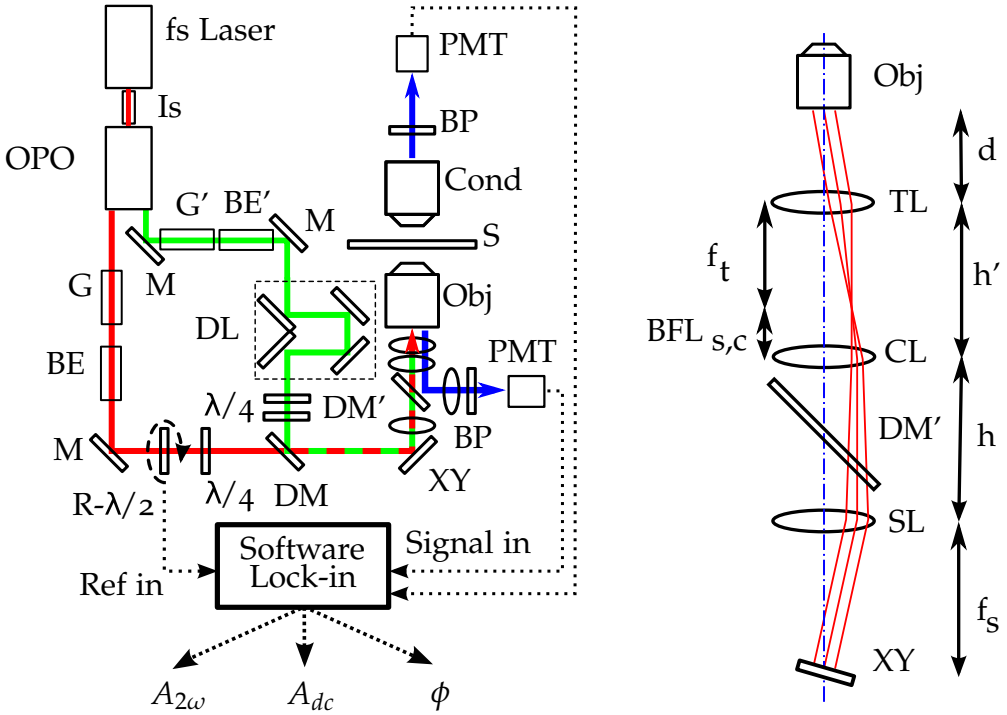 fs Laser
Is
OPO
G
BE
M
R-λ/2
λ/4
G'
BE'
M
M
DL
λ/4
DM
DM'
XY
PMT
BP
Cond
S
Obj
PMT
BP
Software
Lock-in
Ref in
Signal in
A2ω
Adc
ϕ
Obj
d
TL
ft
h'
BFL s,c
CL
DM'
h
SL
fs
XY